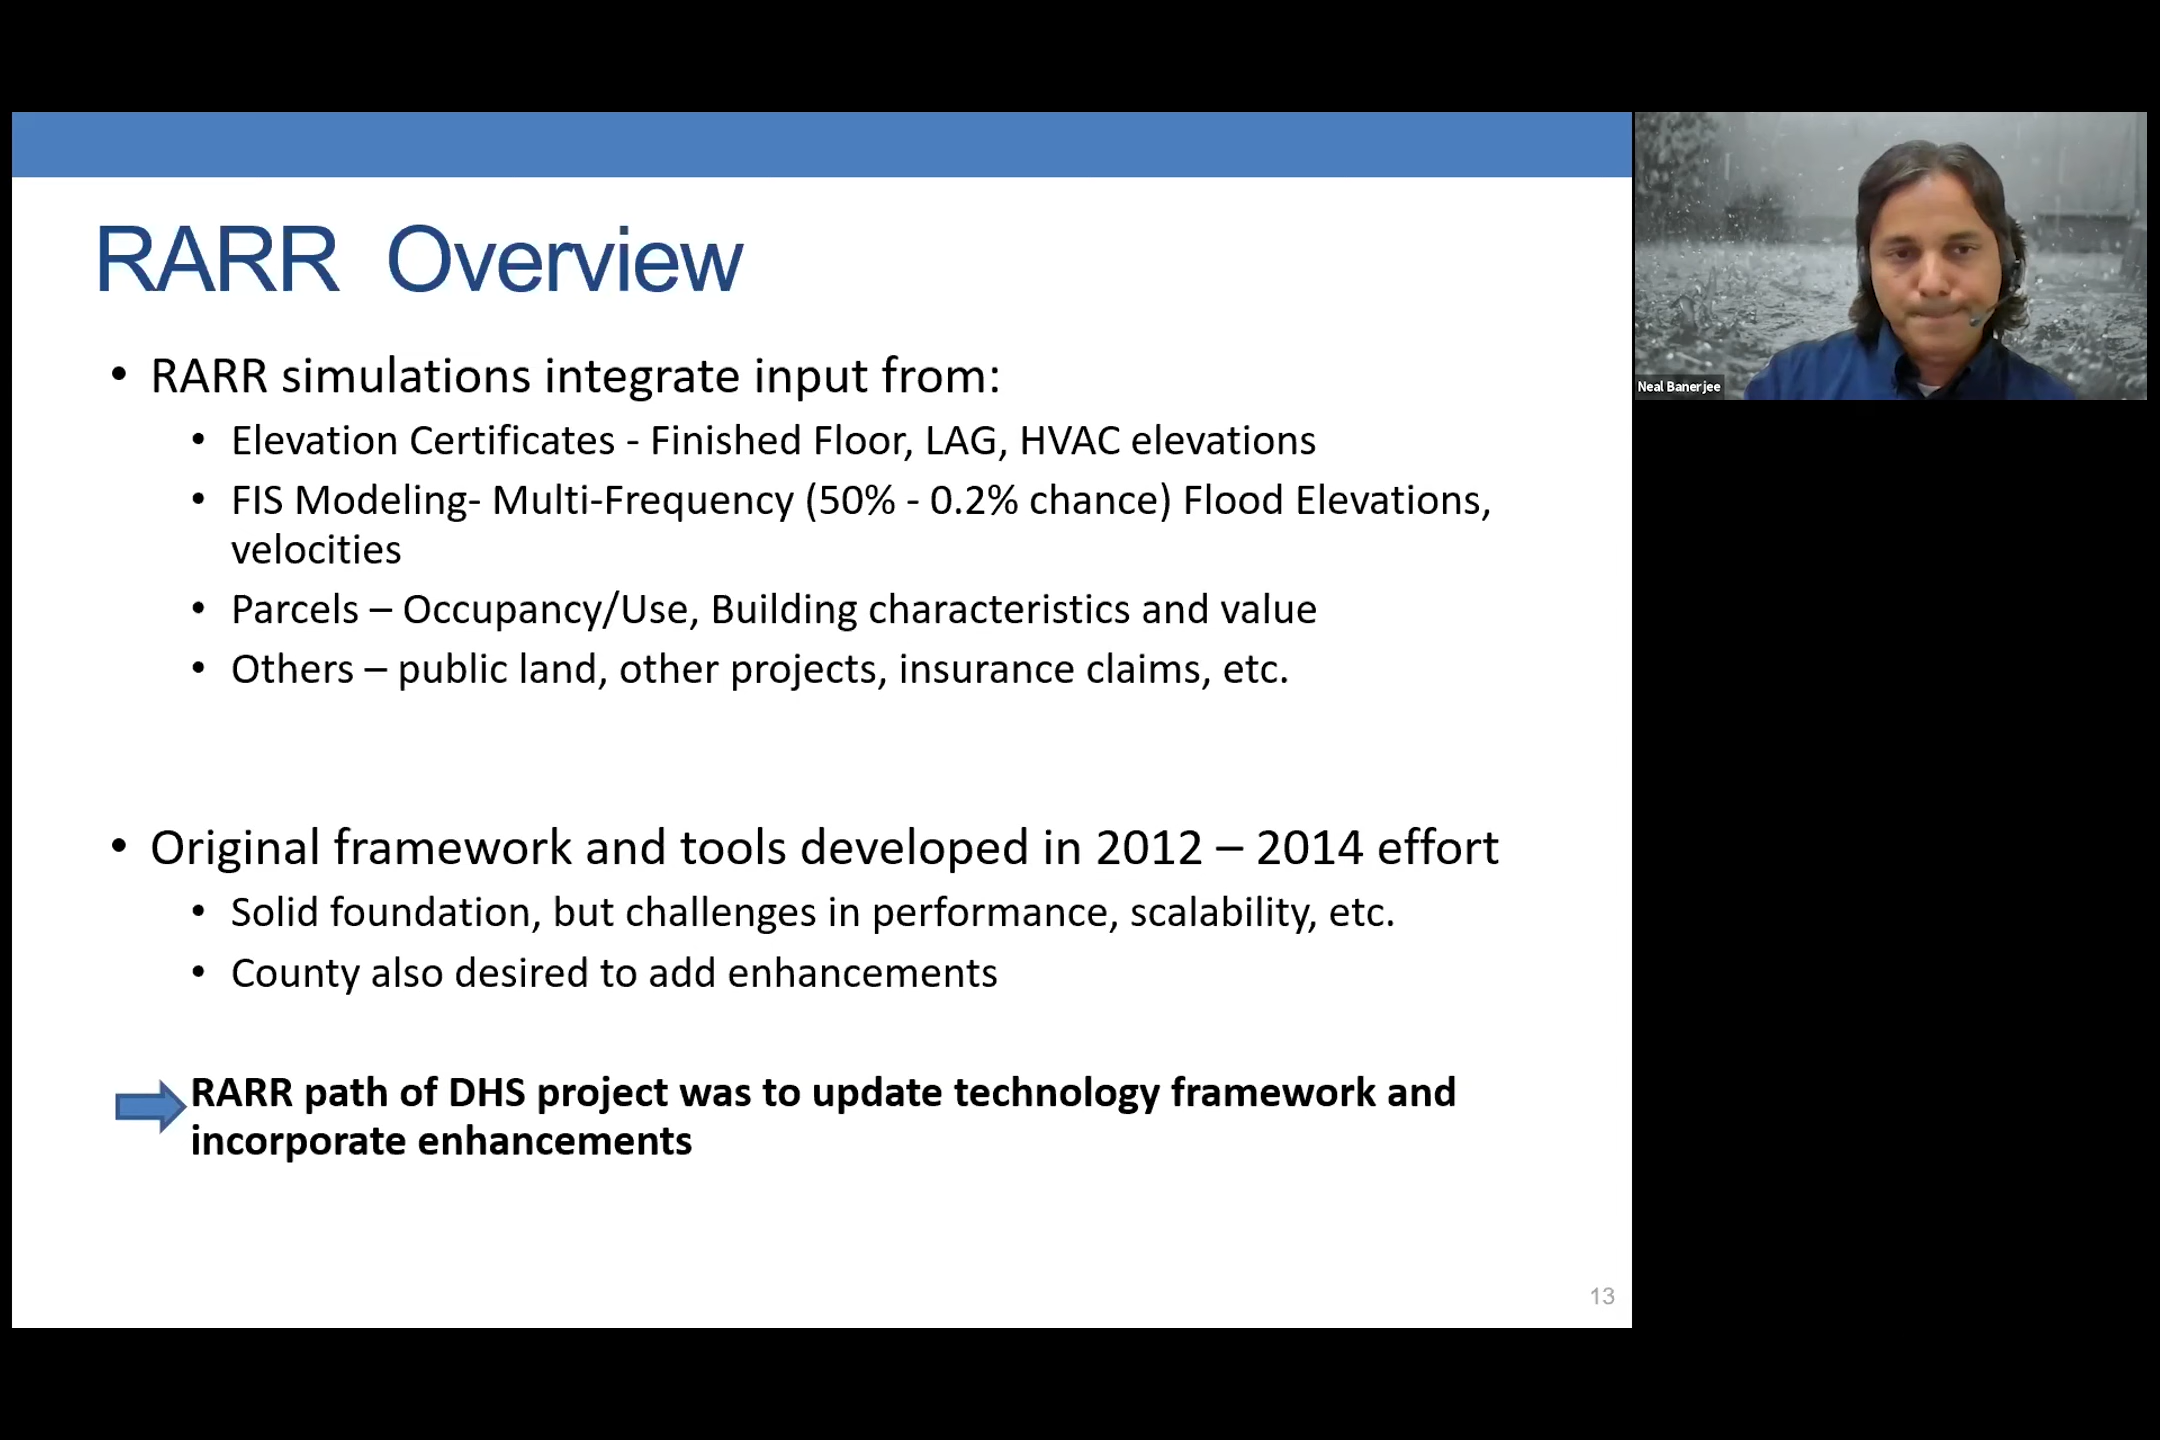 RARR Overview
• RARR simulations integrate input from:
• Elevation Certificates - Finished Floor, LAG, HVAC elevations
• FIS Modeling- Multi-Frequency (50% - 0.2% chance) Flood Elevations,
velocities
• Parcels – Occupancy/Use, Building characteristics and value
• Others – public land, other projects, insurance claims, etc.
• Original framework and tools developed in 2012 – 2014 effort
• Solid foundation, but challenges in performance, scalability, etc.
• County also desired to add enhancements
RARR path of DHS project was to update technology framework and
incorporate enhancements
13
Neal Banerjee